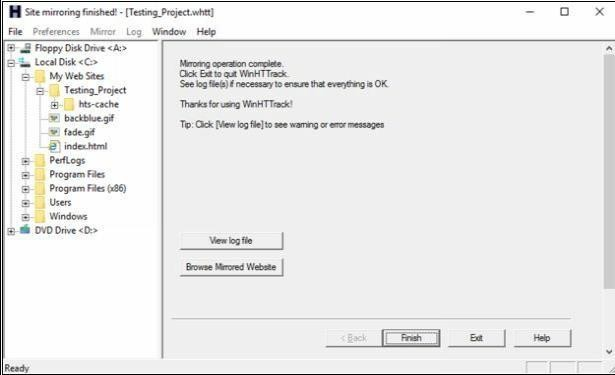 Site mirroring finished! - [Testing_Project.whtt]
File Preferences Mirror Log Window Help
Floppy Disk Drive <A:>
Local Disk <C:>
My Web Sites
Testing_Project
hts-cache
backblue.gif
fade.gif
index.html
PerfLogs
Program Files
Program Files (x86)
Users
Windows
DVD Drive <D:>
Mirroring operation complete.
Click Exit to quit WinHTTrack.
See log file(s) if necessary to ensure that everything is OK.
Thanks for using WinHTTrack!
Tip: Click [View log file] to see warning or error messages
View log file
Browse Mirrored Website
< Back Finish Exit Help
Ready